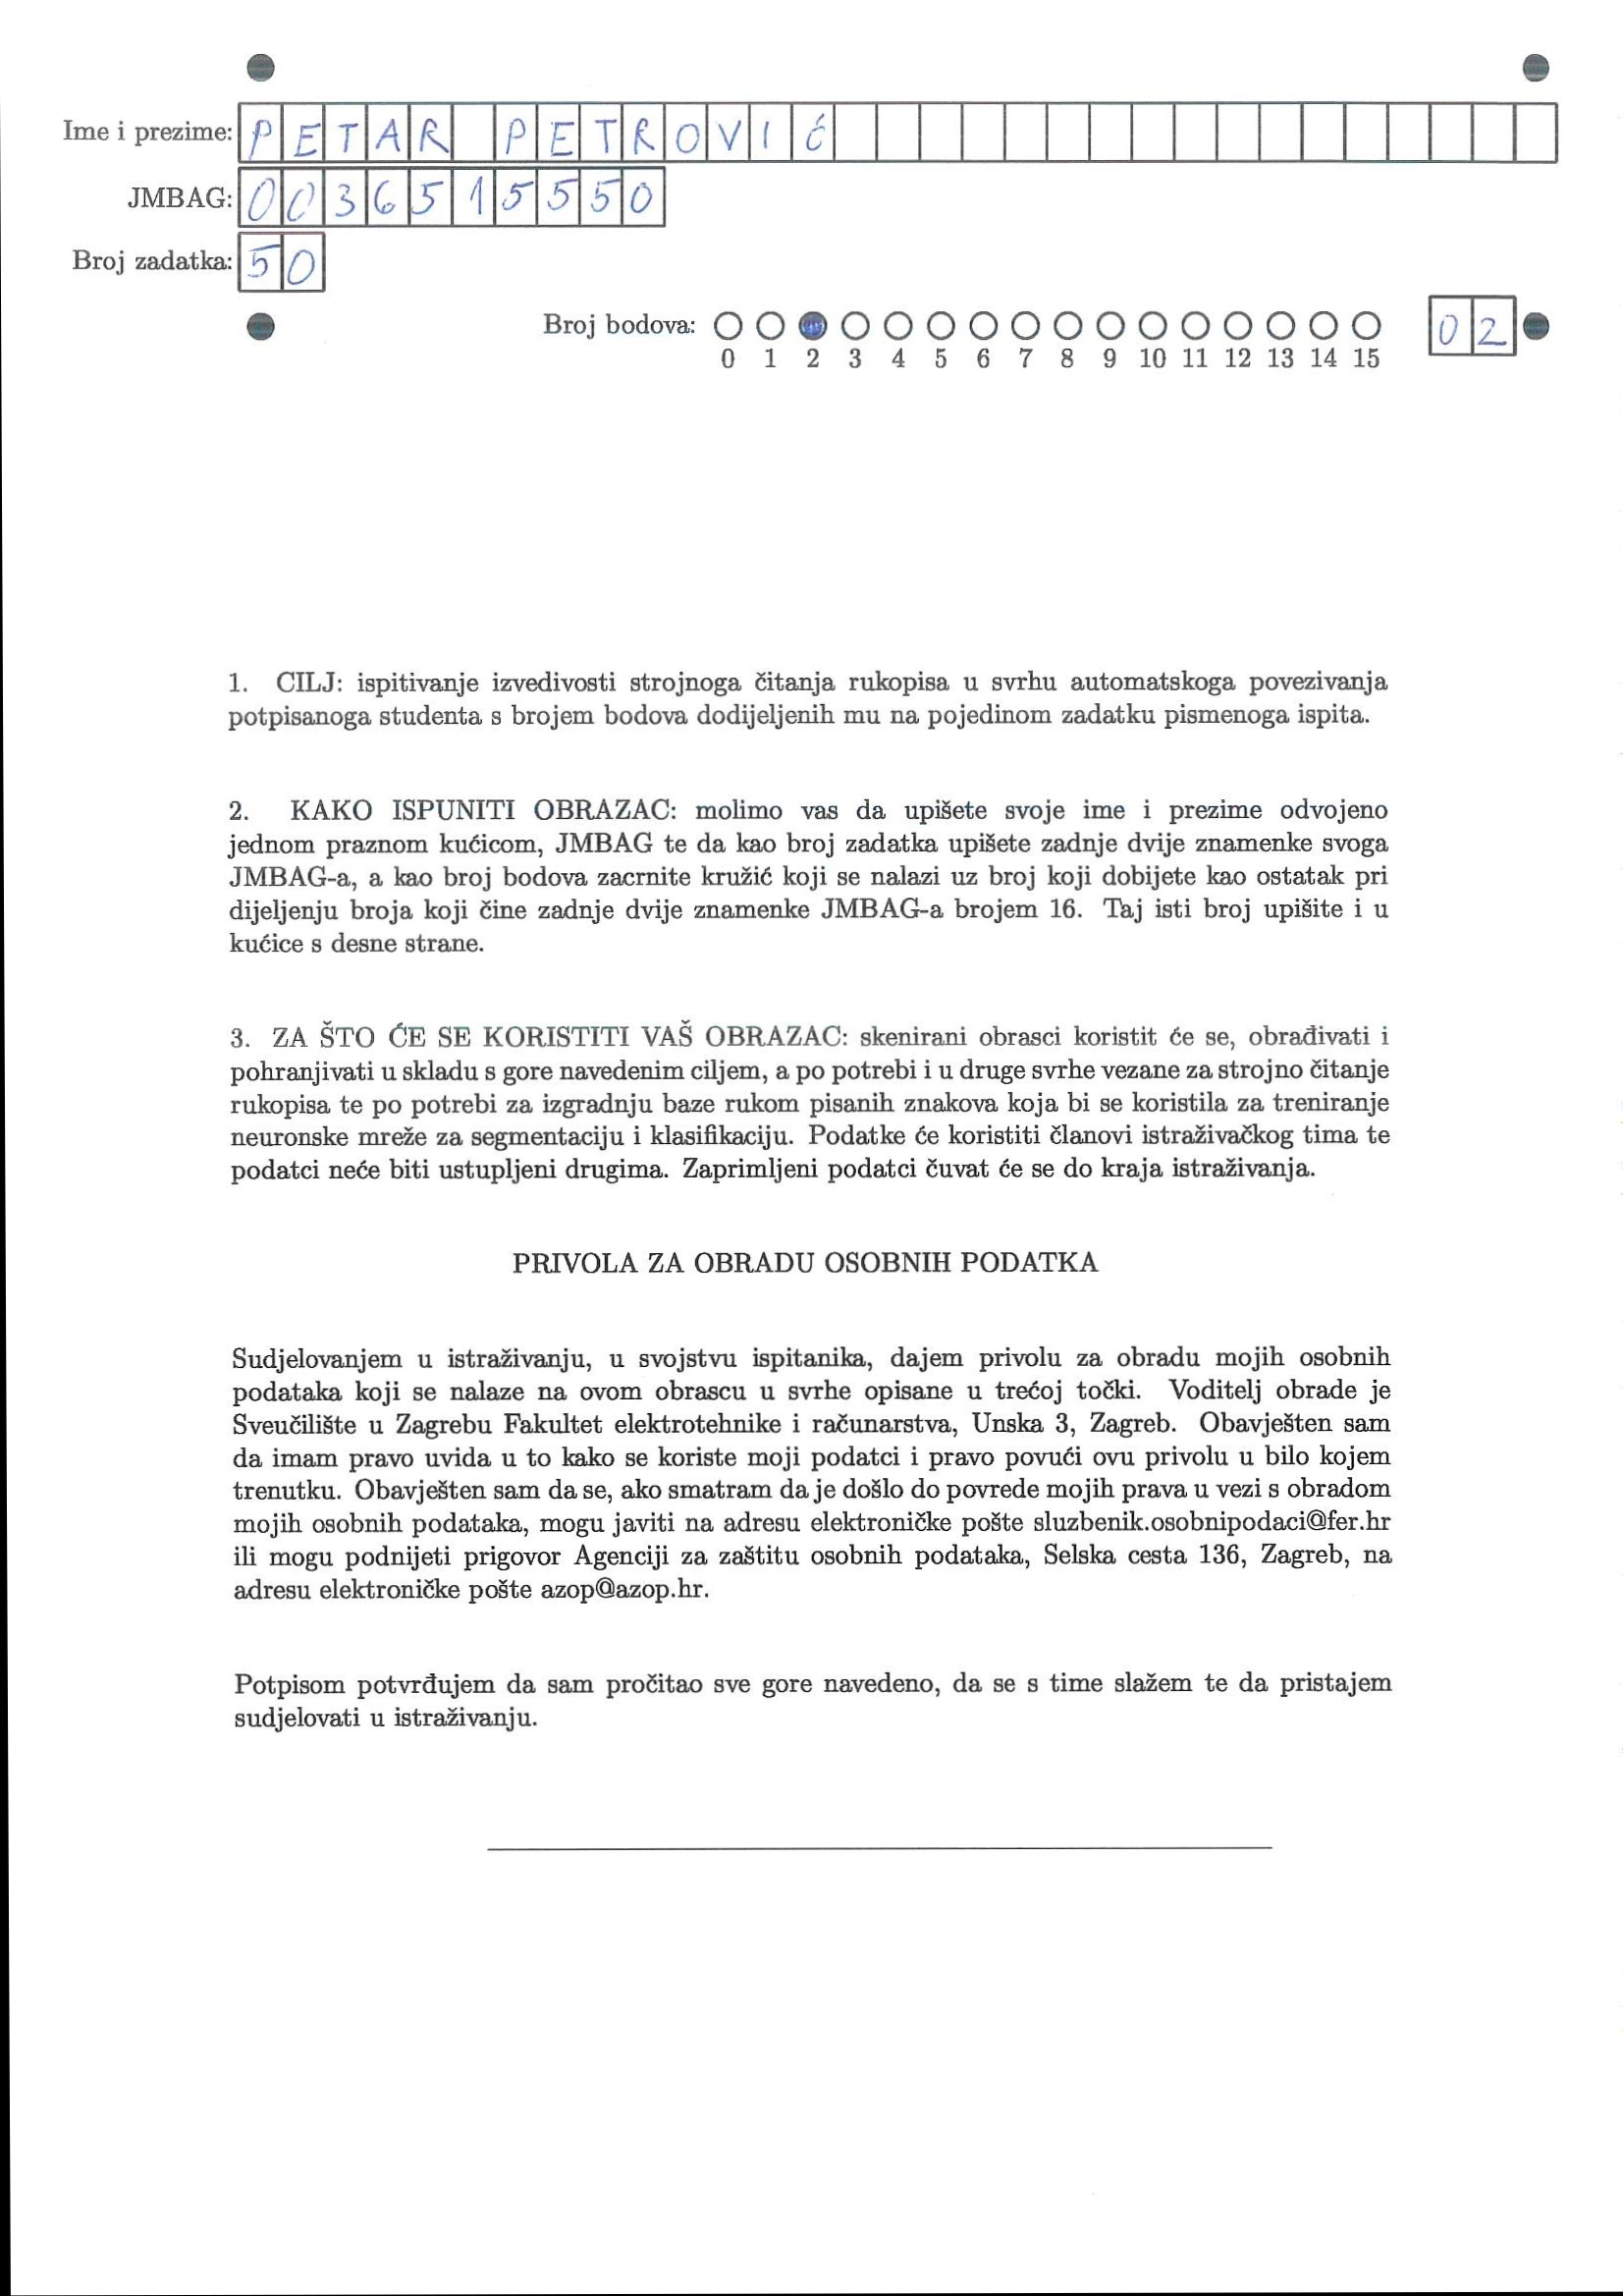 Ime i prezime: PETAR PETROVIĆ
JMBAG: 0036515550
Broj zadatka: 50
Broj bodova: 02
0 1 2 3 4 5 6 7 8 9 10 11 12 13 14 15
1. CILJ: ispitivanje izvedivosti strojnoga čitanja rukopisa u svrhu automatskoga povezivanja
potpisanoga studenta s brojem bodova dodijeljenih mu na pojedinom zadatku pismenoga ispita.
2. KAKO ISPUNITI OBRAZAC: molimo vas da upišete svoje ime i prezime odvojeno
jednom praznom kućicom, JMBAG te da kao broj zadatka upišete zadnje dvije znamenke svoga
JMBAG-a, a kao broj bodova zacrnite kružić koji se nalazi uz broj koji dobijete kao ostatak pri
dijeljenju broja koji čine zadnje dvije znamenke JMBAG-a brojem 16. Taj isti broj upišite i u
kućice s desne strane.
3. ZA ŠTO ĆE SE KORISTITI VAŠ OBRAZAC: skenirani obrasci koristit će se, obrađivati i
pohranjivati u skladu s gore navedenim ciljem, a po potrebi i u druge svrhe vezane za strojno čitanje
rukopisa te po potrebi za izgradnju baze rukom pisanih znakova koja bi se koristila za treniranje
neuronske mreže za segmentaciju i klasifikaciju. Podatke će koristiti članovi istraživačkog tima te
podatci neće biti ustupljeni drugima. Zaprimljeni podatci čuvat će se do kraja istraživanja.
PRIVOLA ZA OBRADU OSOBNIH PODATKA
Sudjelovanjem u istraživanju, u svojstvu ispitanika, dajem privolu za obradu mojih osobnih
podataka koji se nalaze na ovom obrascu u svrhe opisane u trećoj točki. Voditelj obrade je
Sveučilište u Zagrebu Fakultet elektrotehnike i računarstva, Unska 3, Zagreb. Obavješten sam
da imam pravo uvida u to kako se koriste moji podatci i pravo povući ovu privolu u bilo kojem
trenutku. Obavješten sam da se, ako smatram da je došlo do povrede mojih prava u vezi s obradom
mojih osobnih podataka, mogu javiti na adresu elektroničke pošte sluzbenik.osobnipodaci@fer.hr
ili mogu podnijeti prigovor Agenciji za zaštitu osobnih podataka, Selska cesta 136, Zagreb, na
adresu elektroničke pošte azop@azop.hr.
Potpisom potvrđujem da sam pročitao sve gore navedeno, da se s time slažem te da pristajem
sudjelovati u istraživanju.